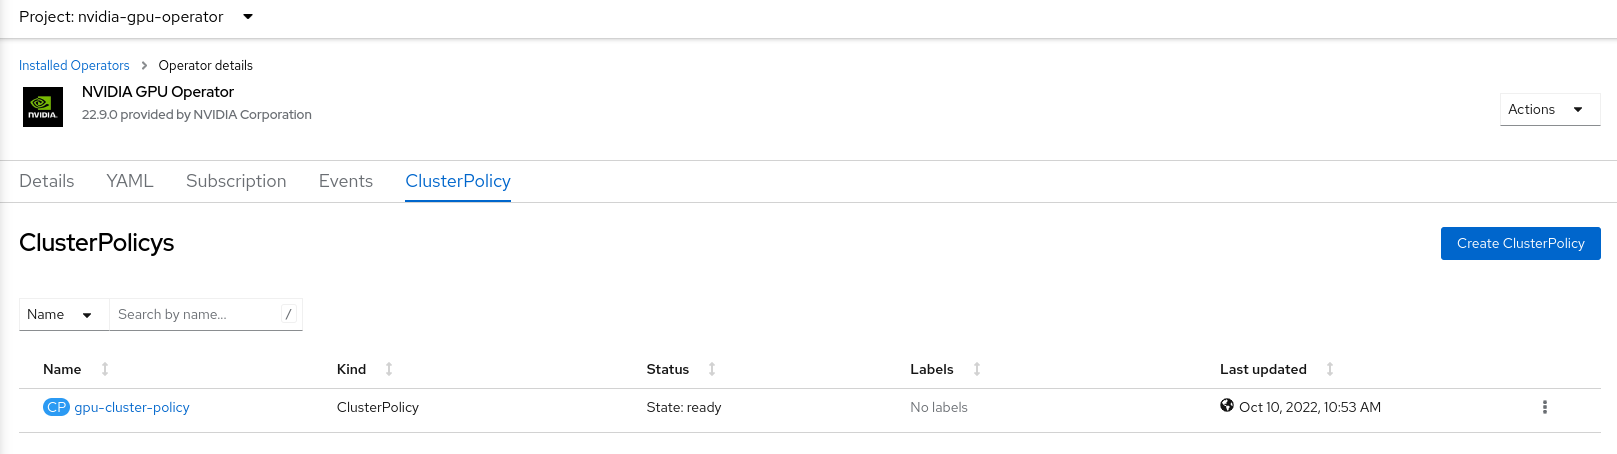 Project: nvidia-gpu-operator
Installed Operators Operator details
NVIDIA GPU Operator
22.9.0 provided by NVIDIA Corporation
NVIDIA.
Actions
Details YAML Subscription Events ClusterPolicy
ClusterPolicys
Create ClusterPolicy
Name Search by name... /
Name Kind Status Labels Last updated
CP gpu-cluster-policy ClusterPolicy State: ready No labels Oct 10, 2022, 10:53 AM